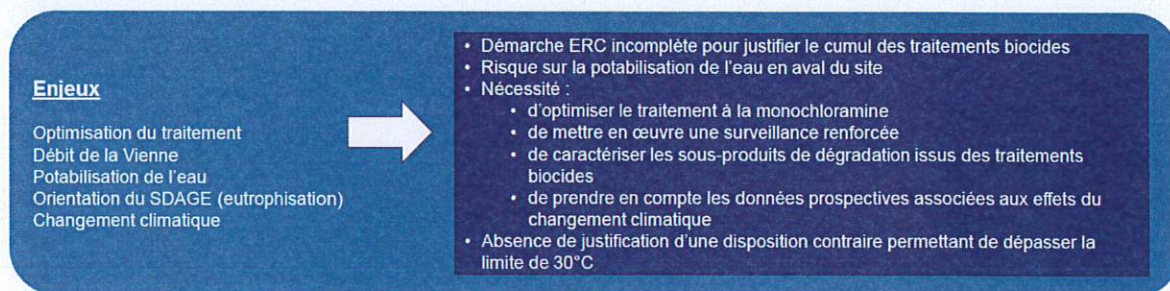 Enjeux
Optimisation du traitement
Débit de la Vienne
Potabilisation de l'eau
Orientation du SDAGE (eutrophisation)
Changement climatique
• Démarche ERC incomplète pour justifier le cumul des traitements biocides
• Risque sur la potabilisation de l'eau en aval du site
• Nécessité :
• d'optimiser le traitement à la monochloramine
• de mettre en œuvre une surveillance renforcée
• de caractériser les sous-produits de dégradation issus des traitements
biocides
• de prendre en compte les données prospectives associées aux effets du
changement climatique
• Absence de justification d'une disposition contraire permettant de dépasser la
limite de 30°C